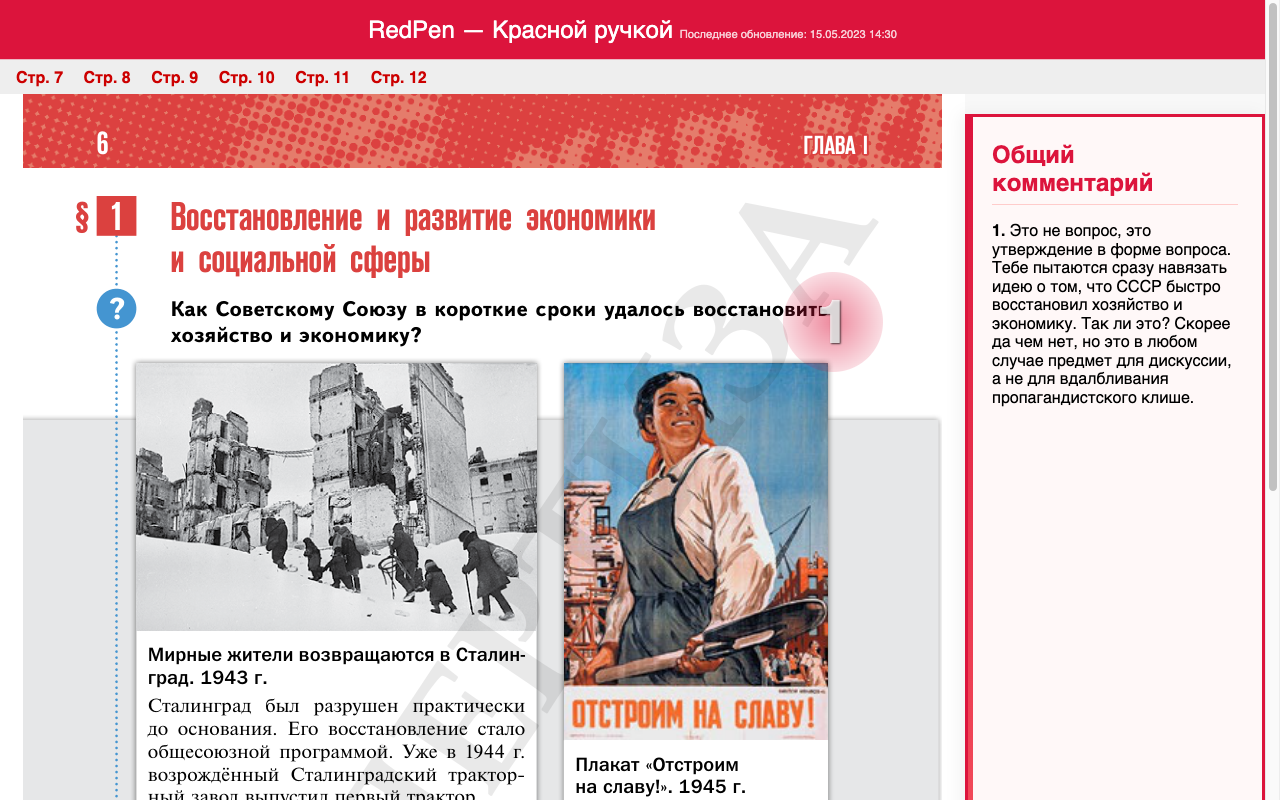 RedPen — Красной ручкой Последнее обновление: 15.05.2023 14:30
Стр. 7 Стр. 8 Стр. 9 Стр. 10 Стр. 11 Стр. 12
6
ГЛАВА I
§ 1
Восстановление и развитие экономики
и социальной сферы
?
Как Советскому Союзу в короткие сроки удалось восстановить
хозяйство и экономику?
1
Мирные жители возвращаются в Сталин-
град. 1943 г.
Сталинград был разрушен практически
до основания. Его восстановление стало
общесоюзной программой. Уже в 1944 г.
возрождённый Сталинградский трактор-
ный завод выпустил первый трактор.
ОТСТРОИМ НА СЛАВУ!
Плакат «Отстроим
на славу!». 1945 г.
Общий
комментарий
1. Это не вопрос, это
утверждение в форме вопроса.
Тебе пытаются сразу навязать
идею о том, что СССР быстро
восстановил хозяйство и
экономику. Так ли это? Скорее
да чем нет, но это в любом
случае предмет для дискуссии,
а не для вдалбливания
пропагандистского клише.